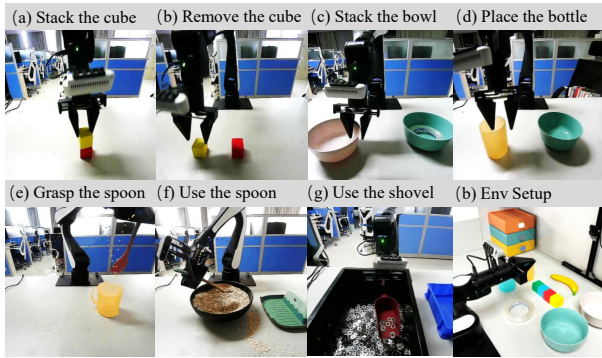 (a) Stack the cube
(b) Remove the cube
(c) Stack the bowl
(d) Place the bottle
(e) Grasp the spoon
(f) Use the spoon
(g) Use the shovel
(b) Env Setup